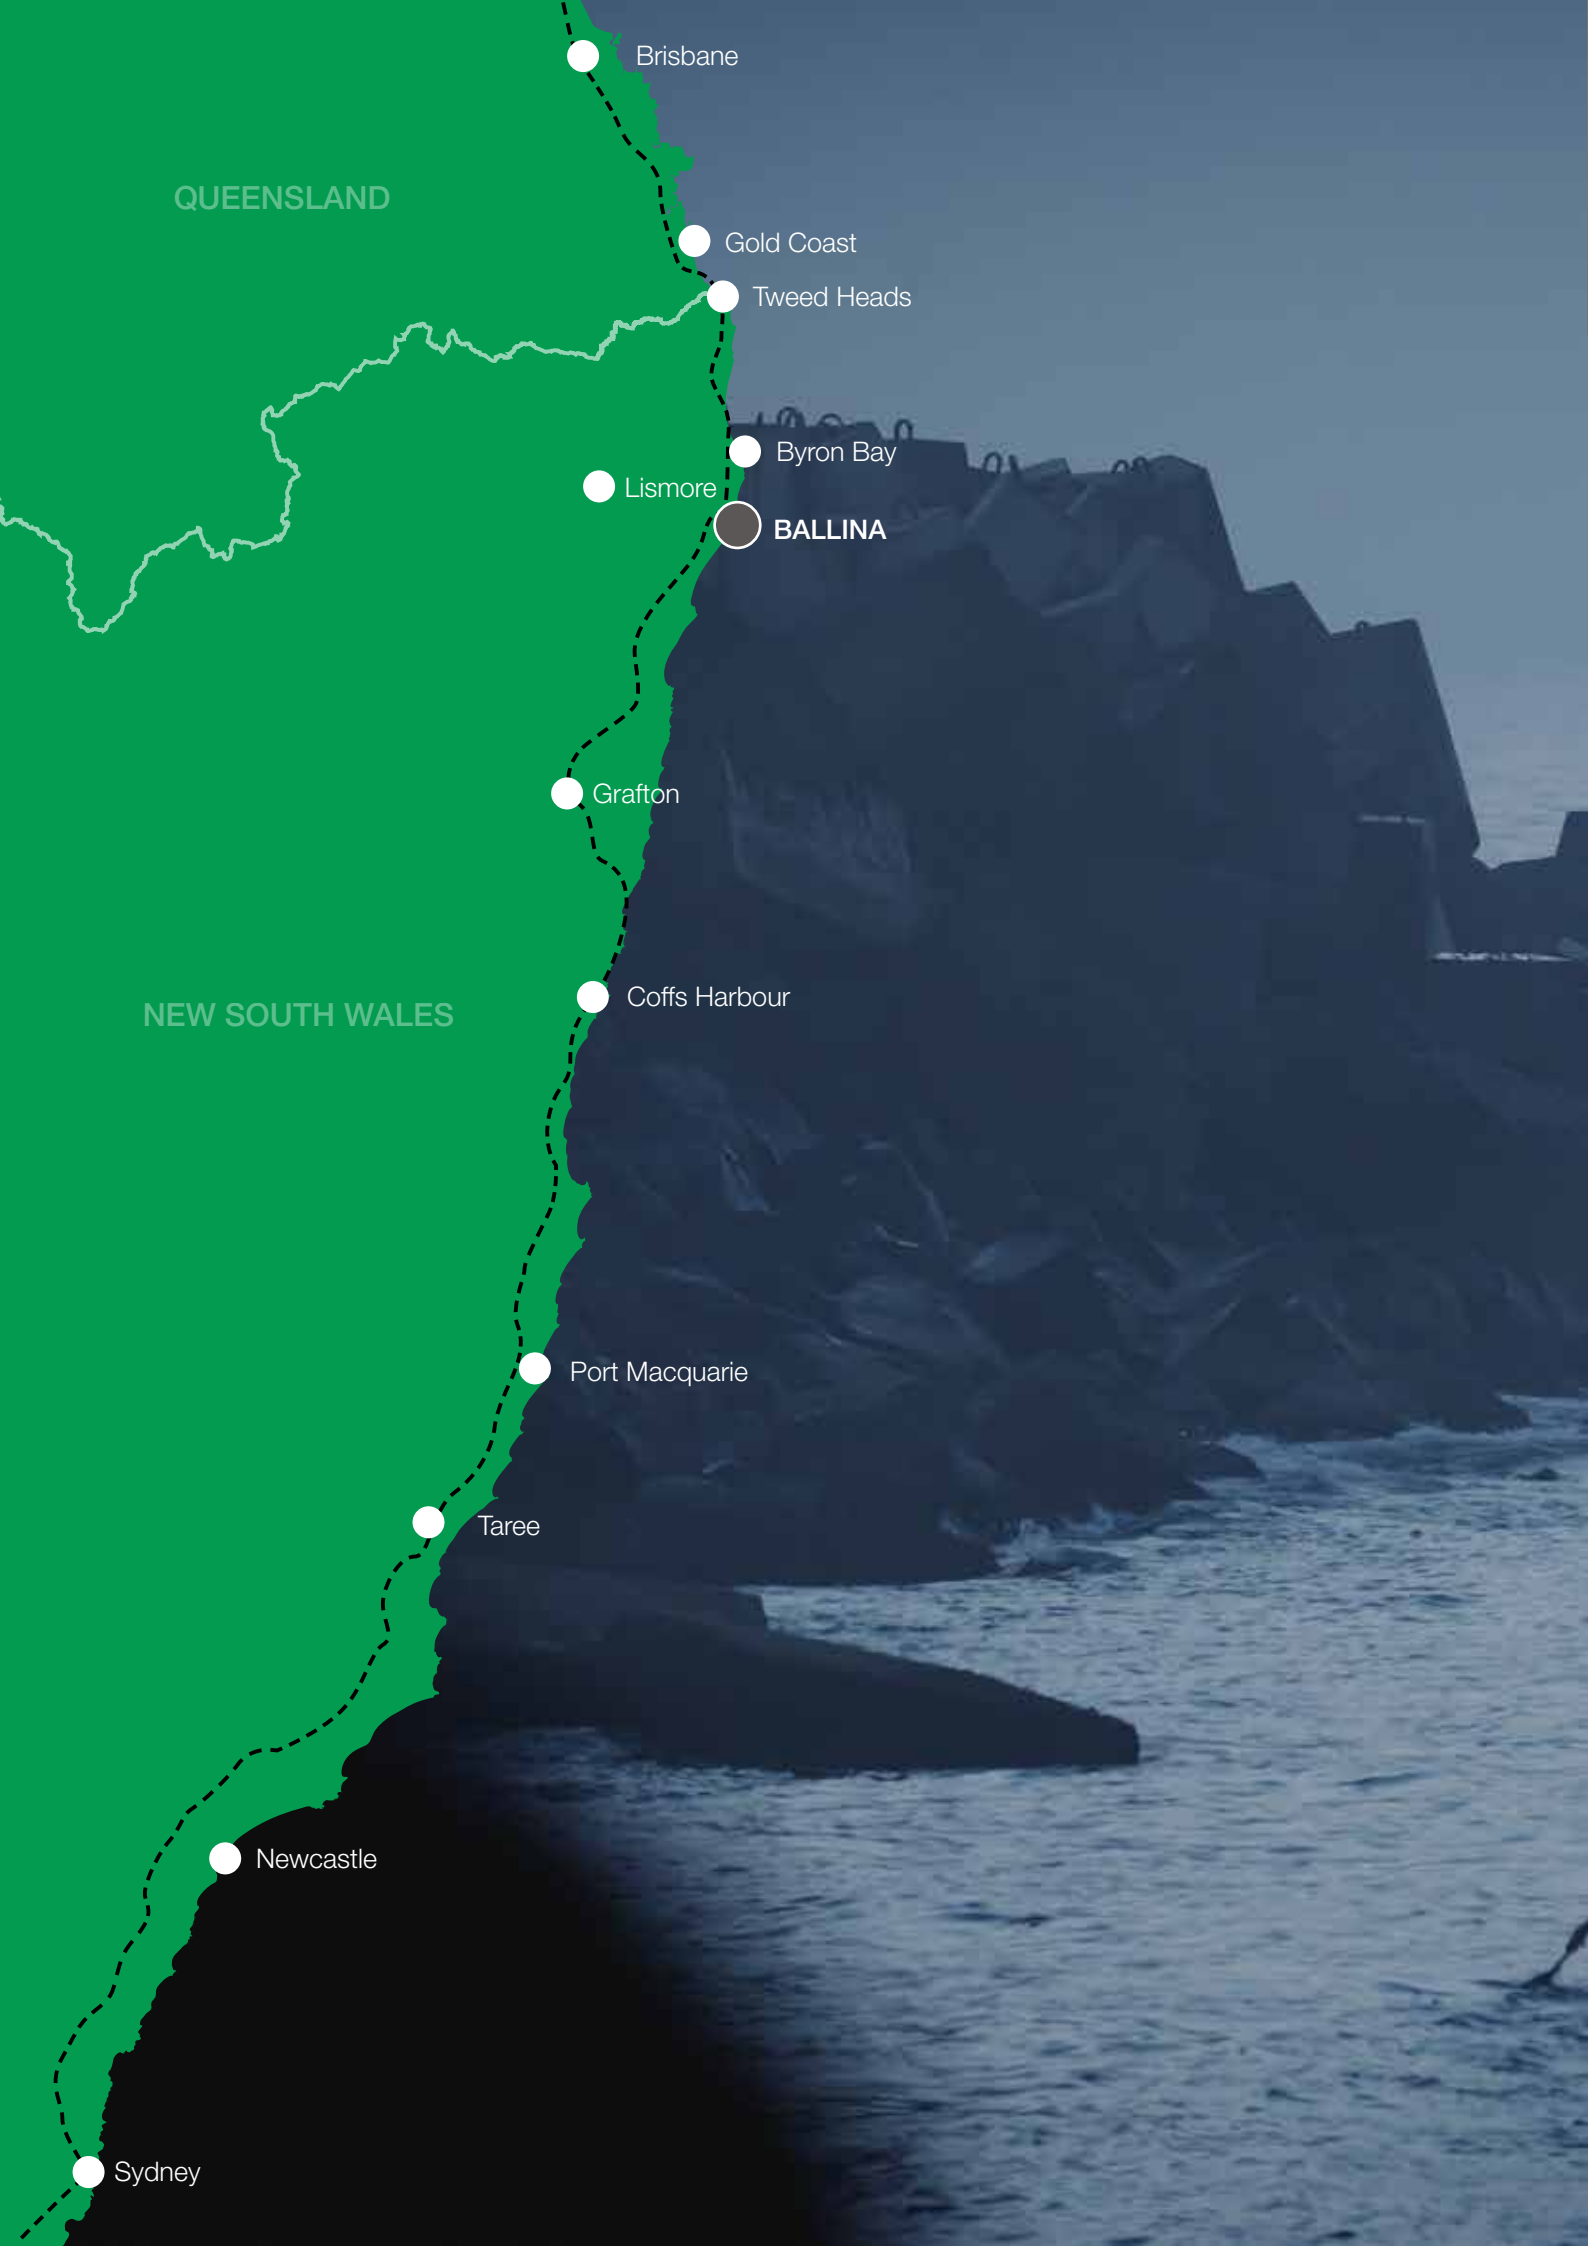 Brisbane
QUEENSLAND
Gold Coast
Tweed Heads
Byron Bay
Lismore
BALLINA
Grafton
Coffs Harbour
NEW SOUTH WALES
Port Macquarie
Taree
Newcastle
Sydney